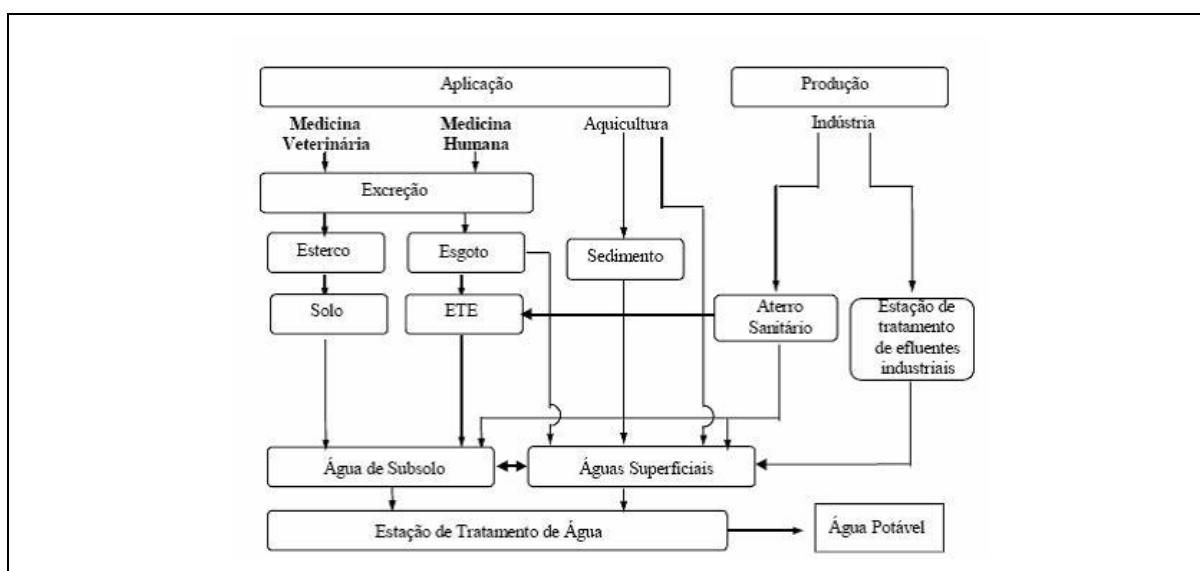 Aplicação
Produção
Medicina
Veterinária
Medicina
Humana
Aquicultura
Indústria
Excreção
Esterco
Esgoto
Sedimento
Solo
ETE
Aterro
Sanitário
Estação de
tratamento
de efluentes
industriais
Água de Subsolo
Águas Superficiais
Estação de Tratamento de Água
Água Potável